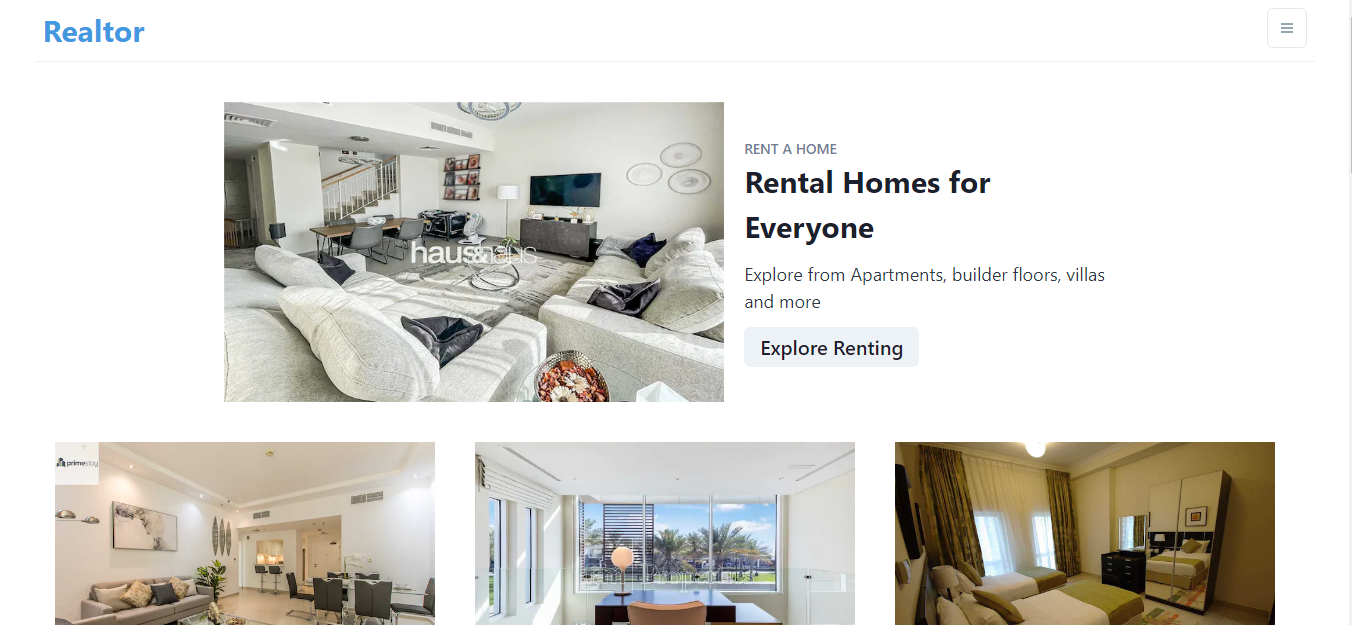 Realtor
RENT A HOME
Rental Homes for
Everyone
Explore from Apartments, builder floors, villas
and more
Explore Renting
haus&haus
primestay